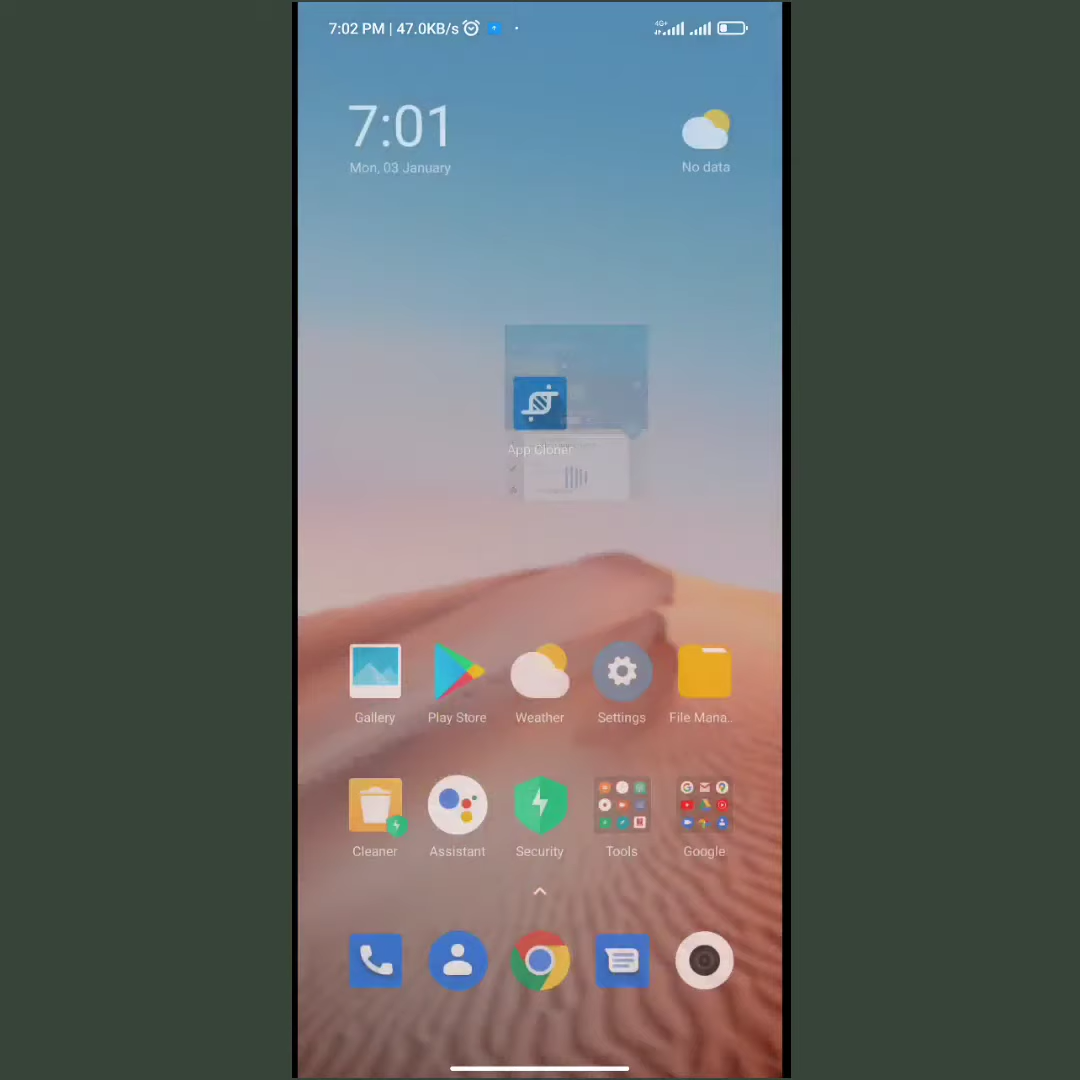 7:02 PM | 47.0KB/s
4G+
7:01
Mon, 03 January
No data
App Cloner
Gallery
Play Store
Weather
Settings
File Mana..
Cleaner
Assistant
Security
Tools
Google